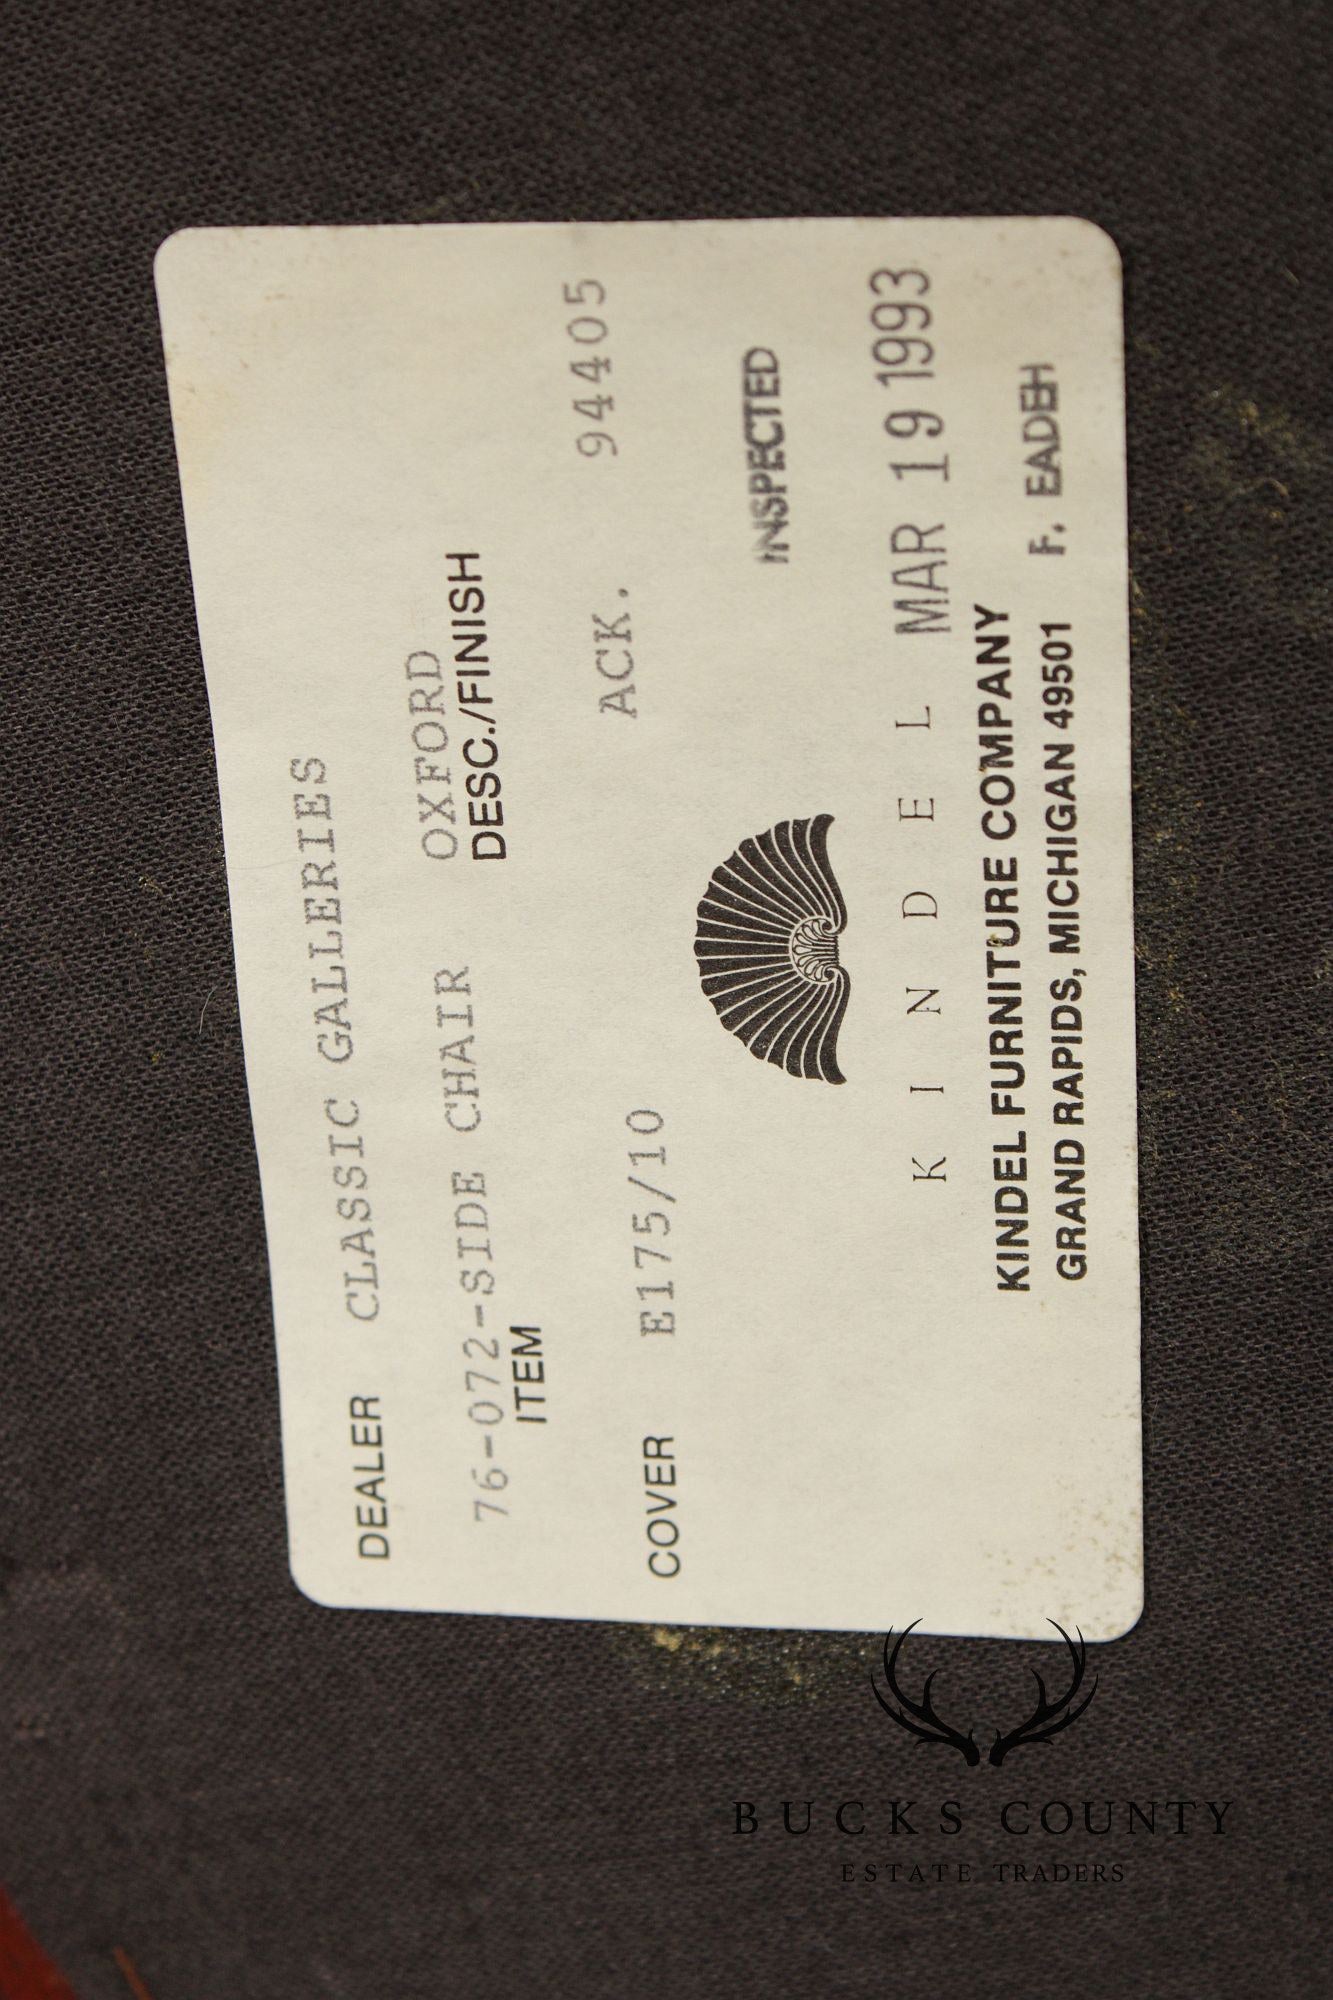 DEALER CLASSIC GALLERIES
76-072-SIDE CHAIR OXFORD
ITEM DESC./FINISH
COVER E175/10 ACK. 94405
INSPECTED
KINDEL MAR 19 1993
KINDEL FURNITURE COMPANY
GRAND RAPIDS, MICHIGAN 49501 F.
BUCKS COUNTY
ESTATE TRADERS